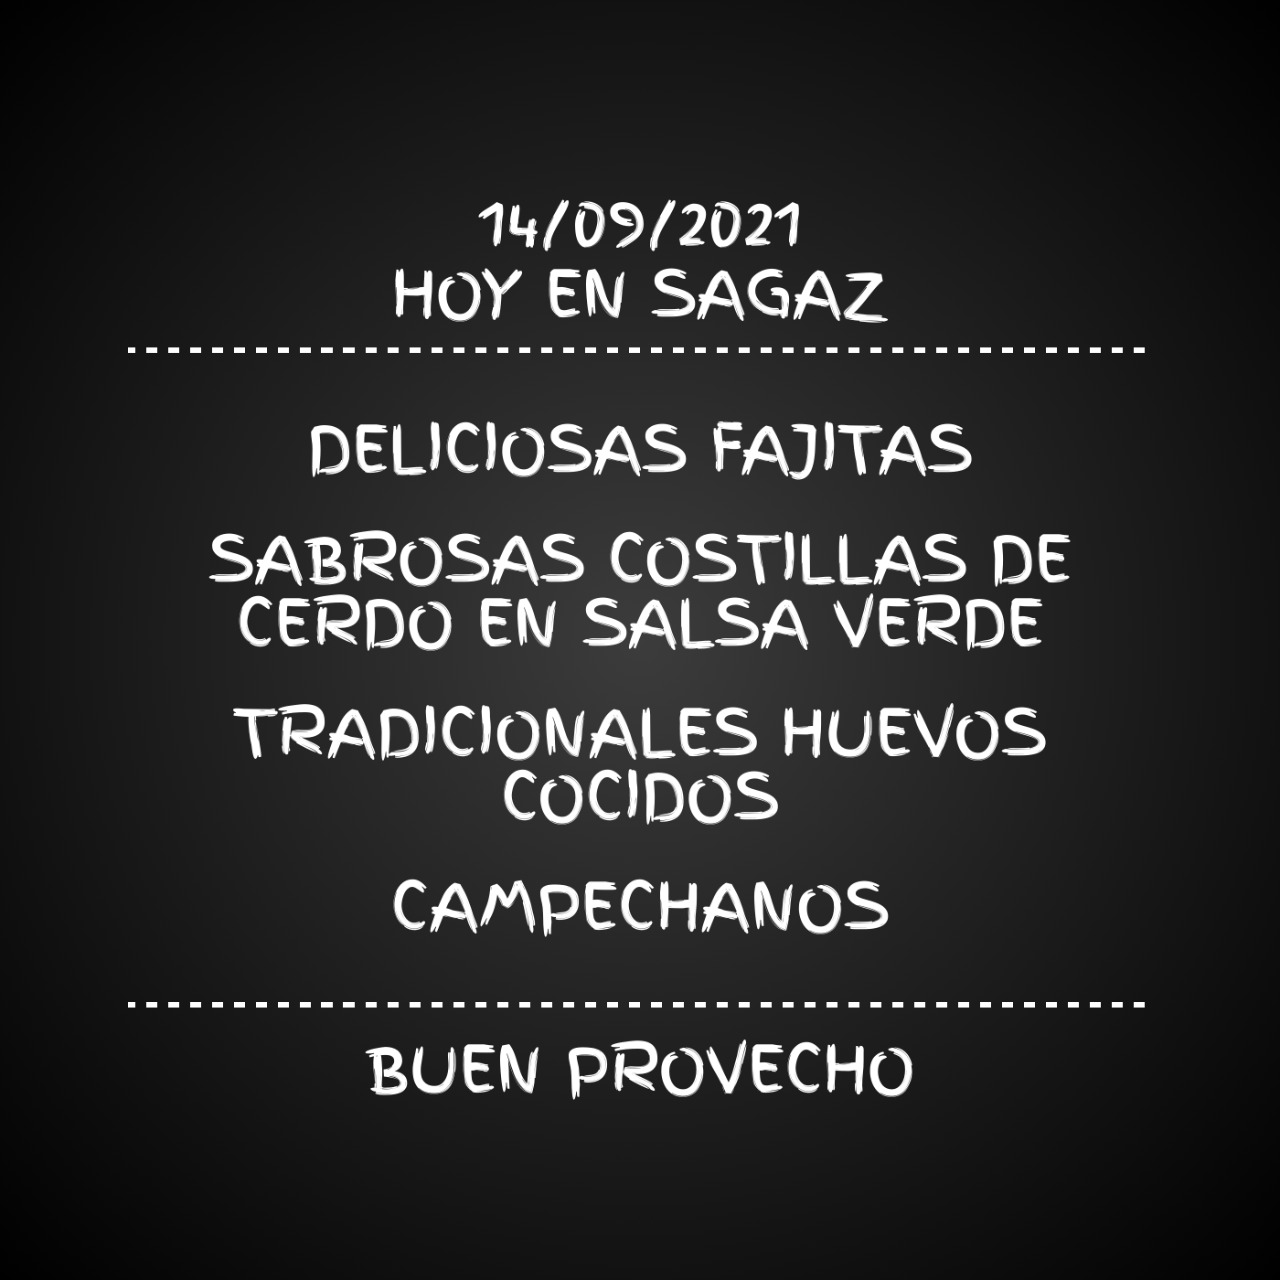 14/09/2021
HOY EN SAGAZ
DELICIOSAS FAJITAS
SABROSAS COSTILLAS DE
CERDO EN SALSA VERDE
TRADICIONALES HUEVOS
COCIDOS
CAMPECHANOS
BUEN PROVECHO